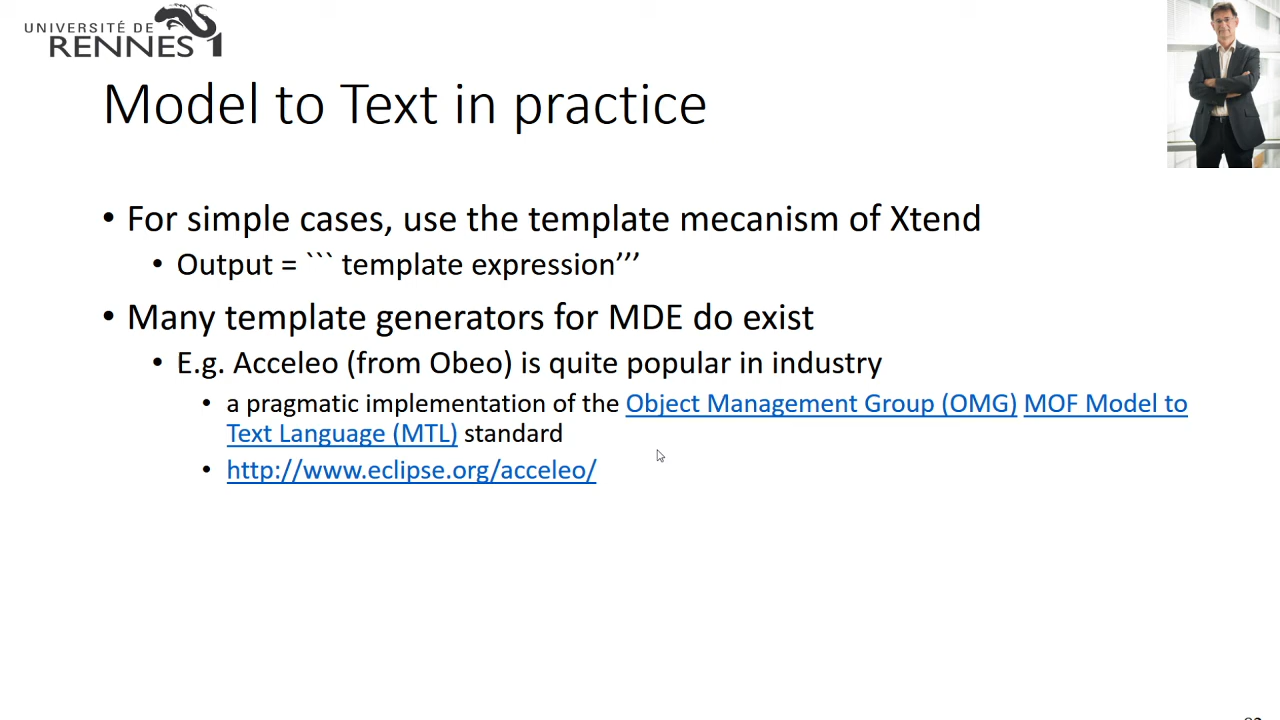 UNIVERSITÉ DE
RENNES 1
Model to Text in practice
• For simple cases, use the template mecanism of Xtend
• Output = ``` template expression’’’
• Many template generators for MDE do exist
• E.g. Acceleo (from Obeo) is quite popular in industry
• a pragmatic implementation of the Object Management Group (OMG) MOF Model to
Text Language (MTL) standard
• http://www.eclipse.org/acceleo/